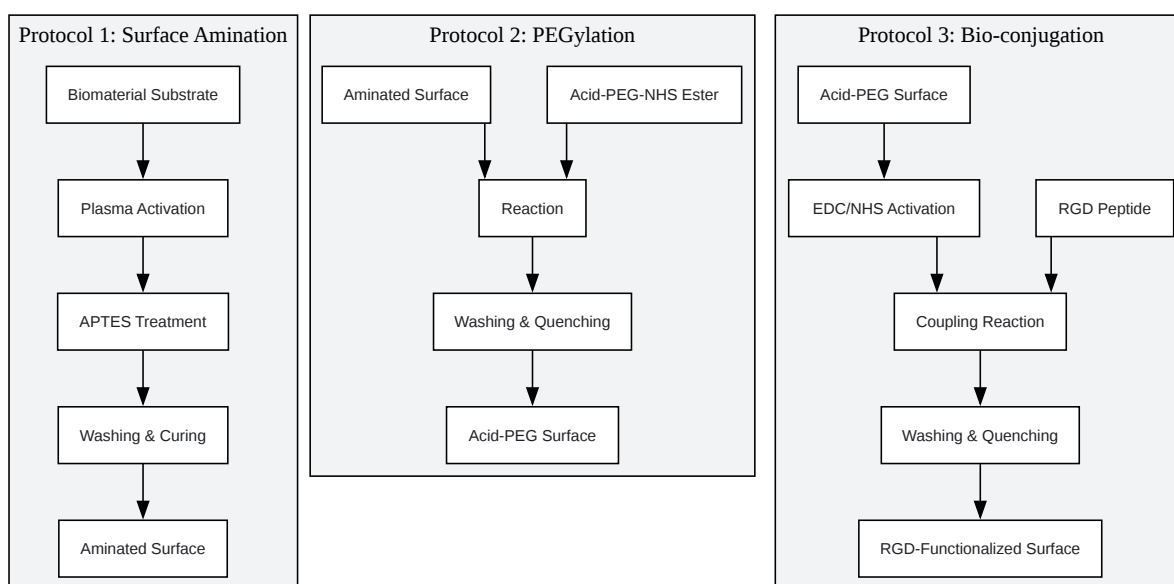 Protocol 1: Surface Amination
Biomaterial Substrate
Plasma Activation
APTES Treatment
Washing & Curing
Aminated Surface
Protocol 2: PEGylation
Aminated Surface
Acid-PEG-NHS Ester
Reaction
Washing & Quenching
Acid-PEG Surface
Protocol 3: Bio-conjugation
Acid-PEG Surface
EDC/NHS Activation
RGD Peptide
Coupling Reaction
Washing & Quenching
RGD-Functionalized Surface